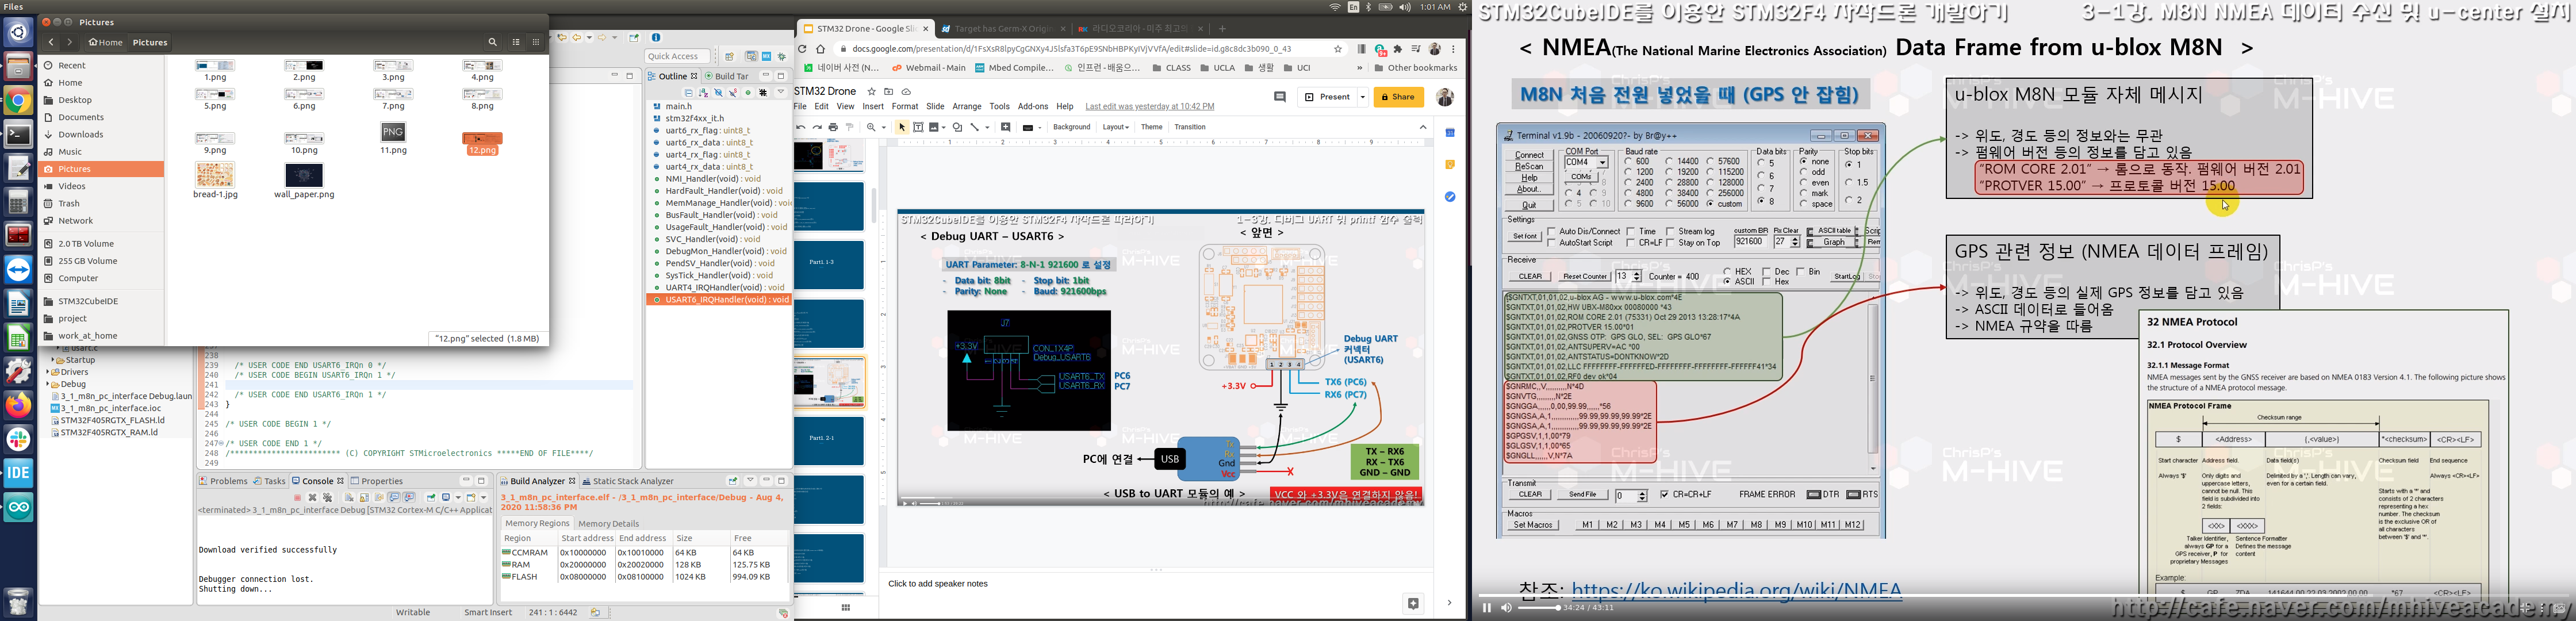 Files
En
1:01 AM
Pictures
Home
Pictures
Recent
Home
Desktop
Documents
Downloads
Music
Pictures
Videos
Trash
Network
2.0 TB Volume
255 GB Volume
Computer
STM32CubeIDE
project
work_at_home
1.png
2.png
3.png
4.png
5.png
6.png
7.png
8.png
9.png
10.png
11.png
12.png
bread-1.jpg
wall_paper.png
"12.png" selected (1.8 MB)
Startup
Drivers
Debug
3_1_m8n_pc_interface Debug.laun
3_1_m8n_pc_interface.ioc
STM32F405RGTX_FLASH.ld
STM32F405RGTX_RAM.ld
Quick Access
Outline
Build Tar
main.h
stm32f4xx_it.h
uart6_rx_flag : uint8_t
uart6_rx_data : uint8_t
uart4_rx_flag : uint8_t
uart4_rx_data : uint8_t
NMI_Handler(void) : void
HardFault_Handler(void) : void
MemManage_Handler(void) : voi
BusFault_Handler(void) : void
UsageFault_Handler(void) : void
SVC_Handler(void) : void
DebugMon_Handler(void) : void
PendSV_Handler(void) : void
SysTick_Handler(void) : void
UART4_IRQHandler(void) : void
USART6_IRQHandler(void) : void
238
239 /* USER CODE END USART6_IRQn 0 */
240 /* USER CODE BEGIN USART6_IRQn 1 */
241
242 /* USER CODE END USART6_IRQn 1 */
243 }
244
245 /* USER CODE BEGIN 1 */
246
247 /* USER CODE END 1 */
248 /*********************** (C) COPYRIGHT STMicroelectronics *****END OF FILE****/
249
Problems
Tasks
Console
Properties
<terminated> 3_1_m8n_pc_interface Debug [STM32 Cortex-M C/C++ Applicat
Download verified successfully
Debugger connection lost.
Shutting down...
Build Analyzer
Static Stack Analyzer
3_1_m8n_pc_interface.elf - /3_1_m8n_pc_interface/Debug - Aug 4,
2020 11:58:36 PM
Memory Regions
Memory Details
Region Start address End address Size Free
CCMRAM 0x10000000 0x10010000 64 KB 64 KB
RAM 0x20000000 0x20020000 128 KB 125.75 KB
FLASH 0x08000000 0x08100000 1024 KB 994.09 KB
Writable
Smart Insert
241 : 1 : 6442
STM32 Drone - Google Slid
Target has Germ-X Origin
라디오코리아 - 미주 최고의
docs.google.com/presentation/d/1FsXsR8lpyCgGNXy4J5lsfa3T6pE9SNbHBPKyIVjVVfA/edit#slide=id.g8c8dc3b090_0_43
네이버 사전 (N...
Webmail - Main
Mbed Compile...
인프런 - 배움으...
CLASS
UCLA
생활
UCI
Other bookmarks
STM32 Drone
File Edit View Insert Format Slide Arrange Tools Add-ons Help
Last edit was yesterday at 10:42 PM
Present
Share
Background
Layout
Theme
Transition
Part1. 1-3
Part1. 2-1
STM32CubeIDE를 이용한 STM32F4 자작드론 따라하기
1-3강. 디버그 UART 및 printf 함수 출력
< Debug UART – USART6 >
< 앞면 >
UART Parameter: 8-N-1 921600 로 설정
- Data bit: 8bit - Stop bit: 1bit
- Parity: None - Baud: 921600bps
J7
+3.3V
CON_1X4P
Debug_USART6
USART6_TX PC6
USART6_RX PC7
Debug UART
커넥터
(USART6)
1 2 3 4
+3.3V
TX6 (PC6)
RX6 (PC7)
PC에 연결
USB
Tx
Rx
Gnd
Vcc
X
TX – RX6
RX – TX6
GND – GND
< USB to UART 모듈의 예 >
VCC 와 +3.3V을 연결하지 않음!
Click to add speaker notes
STM32CubeIDE를 이용한 STM32F4 자작드론 개발하기
3-1강. M8N NMEA 데이터 수신 및 u-center 설치
< NMEA(The National Marine Electronics Association) Data Frame from u-blox M8N >
M8N 처음 전원 넣었을 때 (GPS 안 잡힘)
Terminal v1.9b - 20060920?- by Br@y++
Connect
ReScan
Help
About..
Quit
COM Port
COM4
COMs
Baud rate
600 14400 57600
1200 19200 115200
2400 28800 128000
4800 38400 256000
9600 56000 custom
Data bits
5
6
7
8
Parity
none
odd
even
mark
space
Stop bits
1
1.5
2
Settings
Set font
Auto Dis/Connect
AutoStart Script
Time
CR=LF
Stream log
Stay on Top
custom BR
921600
Rx Clear
27
ASCII table
Graph
Receive
CLEAR
Reset Counter
13
Counter = 400
HEX
ASCII
Dec
Hex
Bin
StartLog
$GNTXT,01,01,02,u-blox AG - www.u-blox.com*4E
$GNTXT,01,01,02,HW UBX-M80xx 00080000 *43
$GNTXT,01,01,02,ROM CORE 2.01 (75331) Oct 29 2013 13:28:17*4A
$GNTXT,01,01,02,PROTVER 15.00*01
$GNTXT,01,01,02,GNSS OTP: GPS GLO, SEL: GPS GLO*67
$GNTXT,01,01,02,ANTSUPERV=AC *00
$GNTXT,01,01,02,ANTSTATUS=DONTKNOW*2D
$GNTXT,01,01,02,LLC FFFFFFFF-FFFFFFED-FFFFFFFF-FFFFFFFF-FFFFFF41*34
$GNTXT,01,01,02,RF0 dev ok*04
$GNRMC,,V,,,,,,,,,,N*4D
$GNVTG,,,,,,,,,N*2E
$GNGGA,,,,,,0,00,99.99,,,,,,*56
$GNGSA,A,1,,,,,,,,,,,,,99.99,99.99,99.99*2E
$GNGSA,A,1,,,,,,,,,,,,,99.99,99.99,99.99*2E
$GPGSV,1,1,00*79
$GLGSV,1,1,00*65
$GNGLL,,,,,,V,N*7A
Transmit
CLEAR
Send File
0
CR=CR+LF
FRAME ERROR
DTR
RTS
Macros
Set Macros
M1 M2 M3 M4 M5 M6 M7 M8 M9 M10 M11 M12
u-blox M8N 모듈 자체 메시지
-> 위도, 경도 등의 정보와는 무관
-> 펌웨어 버전 등의 정보를 담고 있음
"ROM CORE 2.01" → 롬으로 동작. 펌웨어 버전 2.01
"PROTVER 15.00" → 프로토콜 버전 15.00
GPS 관련 정보 (NMEA 데이터 프레임)
-> 위도, 경도 등의 실제 GPS 정보를 담고 있음
-> ASCII 데이터로 들어옴
-> NMEA 규약을 따름
32 NMEA Protocol
32.1 Protocol Overview
32.1.1 Message Format
NMEA messages sent by the GNSS receiver are based on NMEA 0183 Version 4.1. The following picture shows
the structure of a NMEA protocol message.
NMEA Protocol Frame
Checksum range
$ <Address> {,<value>} *<checksum> <CR><LF>
Start character
Always '$'
Address field.
Only digits and
uppercase letters,
cannot be null. This
field is subdivided into
2 fields:
<XX> <XXX>
Talker Identifier,
always GP for a
GPS receiver, P for
proprietary Messages
Sentence Formatter
Defines the message
content
Data field(s)
Delimited by a ','. Length can vary,
even for a certain field.
Checksum field
Starts with a '*' and
consists of 2 characters
representing a hex
number. The checksum
is the exclusive OR of
all characters
between '$' and '*'.
End sequence
Always <CR><LF>
Example:
$ GP ZDA ,141644.00,22,03,2002,00,00 *67 <CR><LF>
참조: https://ko.wikipedia.org/wiki/NMEA
34:24 / 43:11
http://cafe.naver.com/mhiveacademy
ChrisP's
M-HIVE